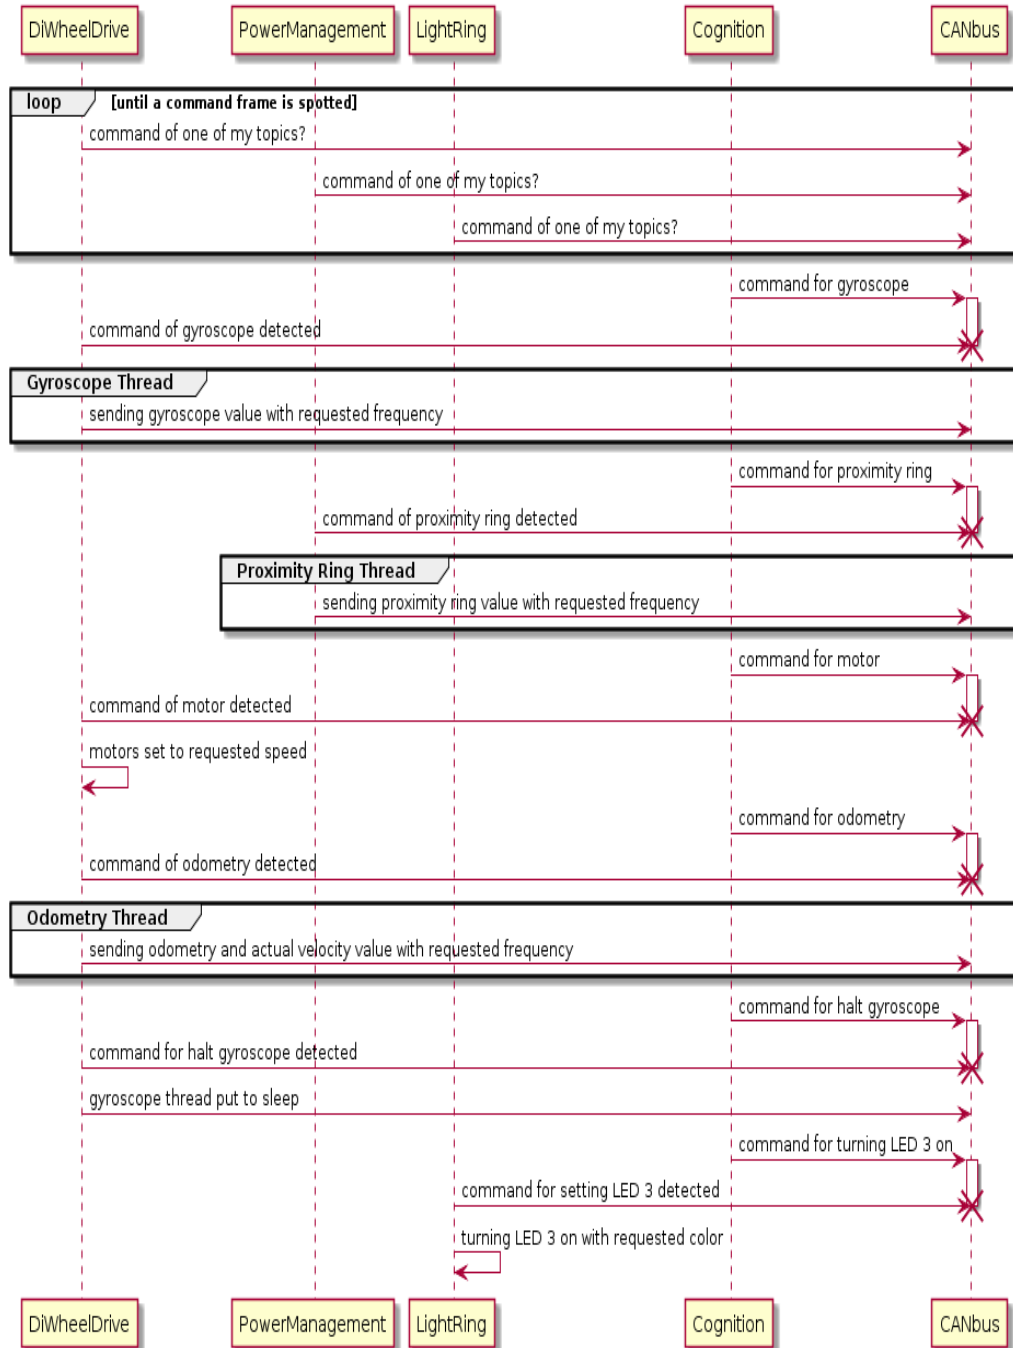 DiWheelDrive PowerManagement LightRing Cognition CANbus
loop [until a command frame is spotted]
command of one of my topics?
command of one of my topics?
command of one of my topics?
command for gyroscope
command of gyroscope detected
Gyroscope Thread
sending gyroscope value with requested frequency
command for proximity ring
command of proximity ring detected
Proximity Ring Thread
sending proximity ring value with requested frequency
command for motor
command of motor detected
motors set to requested speed
command for odometry
command of odometry detected
Odometry Thread
sending odometry and actual velocity value with requested frequency
command for halt gyroscope
command for halt gyroscope detected
gyroscope thread put to sleep
command for turning LED 3 on
command for setting LED 3 detected
turning LED 3 on with requested color
DiWheelDrive PowerManagement LightRing Cognition CANbus